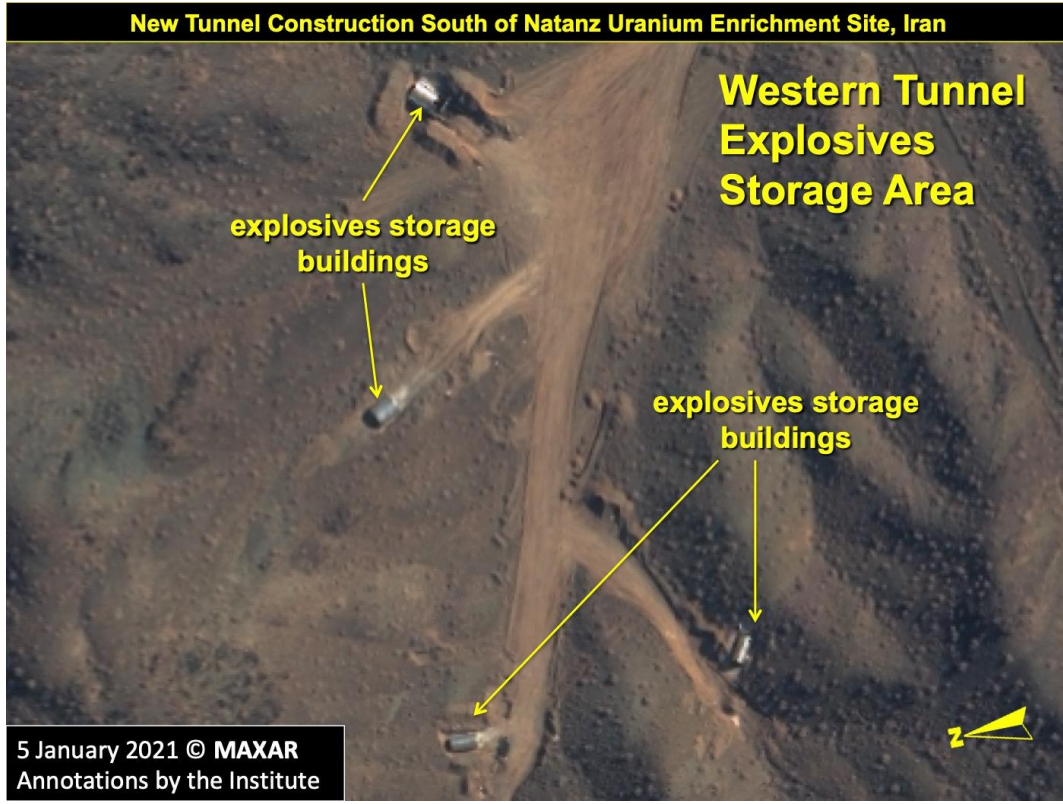 New Tunnel Construction South of Natanz Uranium Enrichment Site, Iran
Western Tunnel
Explosives
Storage Area
explosives storage
buildings
explosives storage
buildings
5 January 2021 © MAXAR
Annotations by the Institute
N